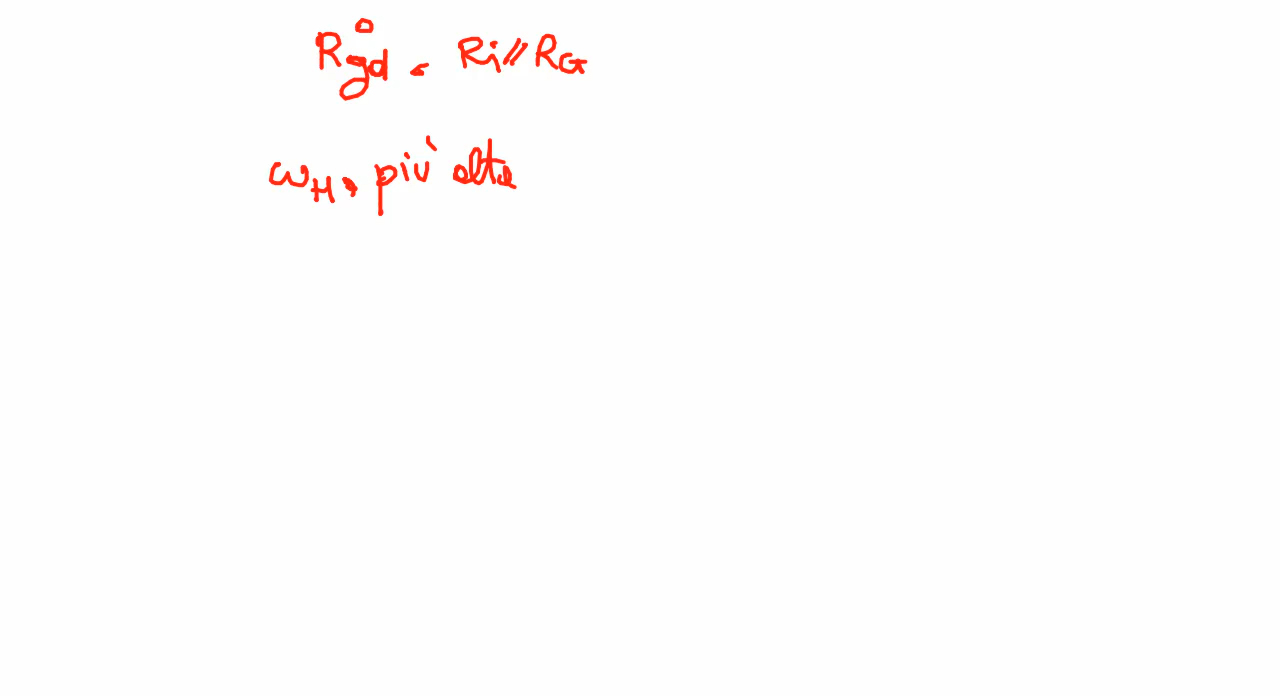 R°gd = Ri//RG
ωH più alta